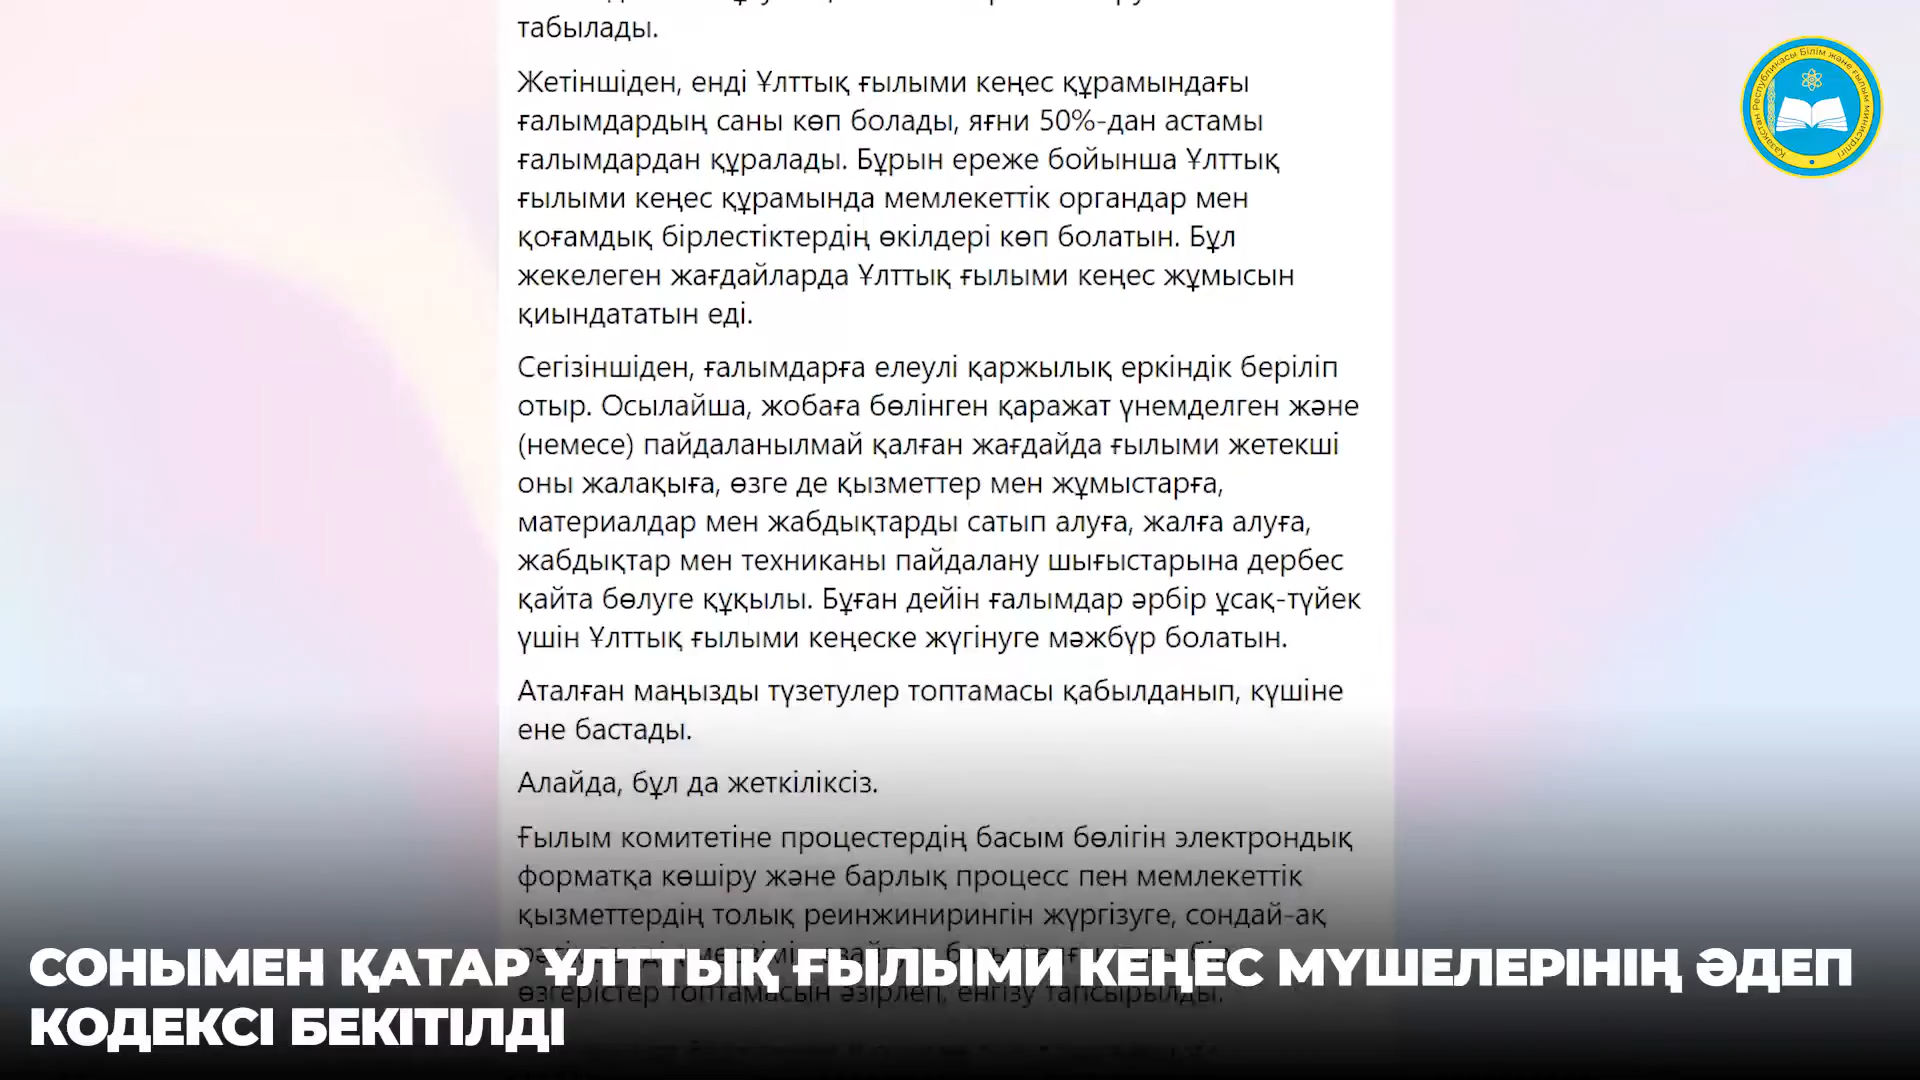 табылады.
Жетіншіден, енді Ұлттық ғылыми кеңес құрамындағы
ғалымдардың саны көп болады, яғни 50%-дан астамы
ғалымдардан құралады. Бұрын ереже бойынша Ұлттық
ғылыми кеңес құрамында мемлекеттік органдар мен
қоғамдық бірлестіктердің өкілдері көп болатын. Бұл
жекелеген жағдайларда Ұлттық ғылыми кеңес жұмысын
қиындататын еді.
Сегізіншіден, ғалымдарға елеулі қаржылық еркіндік беріліп
отыр. Осылайша, жобаға бөлінген қаражат үнемделген және
(немесе) пайдаланылмай қалған жағдайда ғылыми жетекші
оны жалақыға, өзге де қызметтер мен жұмыстарға,
материалдар мен жабдықтарды сатып алуға, жалға алуға,
жабдықтар мен техниканы пайдалану шығыстарына дербес
қайта бөлуге құқылы. Бұған дейін ғалымдар әрбір ұсақ-түйек
үшін Ұлттық ғылыми кеңеске жүгінуге мәжбүр болатын.
Аталған маңызды түзетулер топтамасы қабылданып, күшіне
ене бастады.
Алайда, бұл да жеткіліксіз.
Ғылым комитетіне процестердің басым бөлігін электрондық
форматқа көшіру және барлық процесс пен мемлекеттік
қызметтердің толық реинжинирингін жүргізуге, сондай-ақ
өзгерістер топтамасын әзірлеп, енгізу тапсырылды.
СОНЫМЕН ҚАТАР ҰЛТТЫҚ ҒЫЛЫМИ КЕҢЕС МҮШЕЛЕРІНІҢ ӘДЕП
КОДЕКСІ БЕКІТІЛДІ
Қазақстан Республикасы Білім және ғылым министрлігі